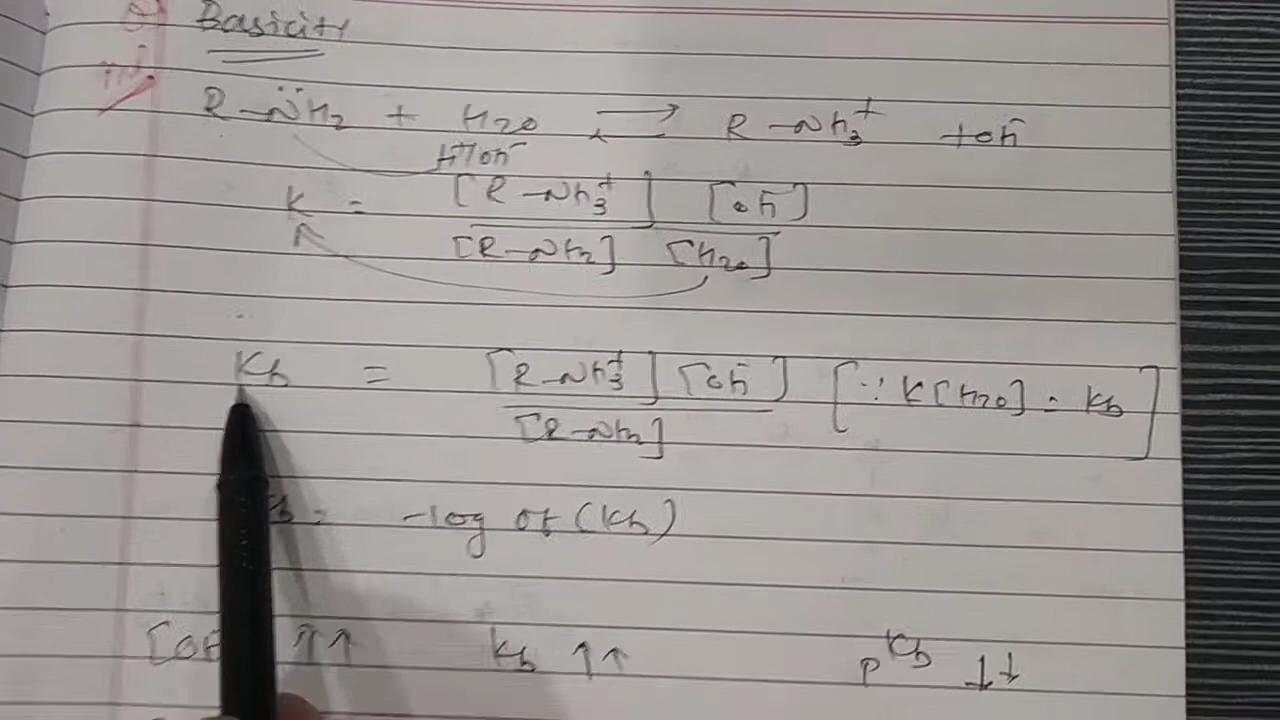 Basicity
R-N̈H2 + H2O ⇌ R-NH3⁺ + OH⁻
H⁺/OH⁻
K = [R-NH3⁺] [OH⁻]
[R-NH2] [H2O]
Kb = [R-NH3⁺] [OH⁻] [∵ K[H2O] = Kb]
[R-NH2]
-log of (Kb)
↑↑ Kb ↑↑ pKb ↓↓